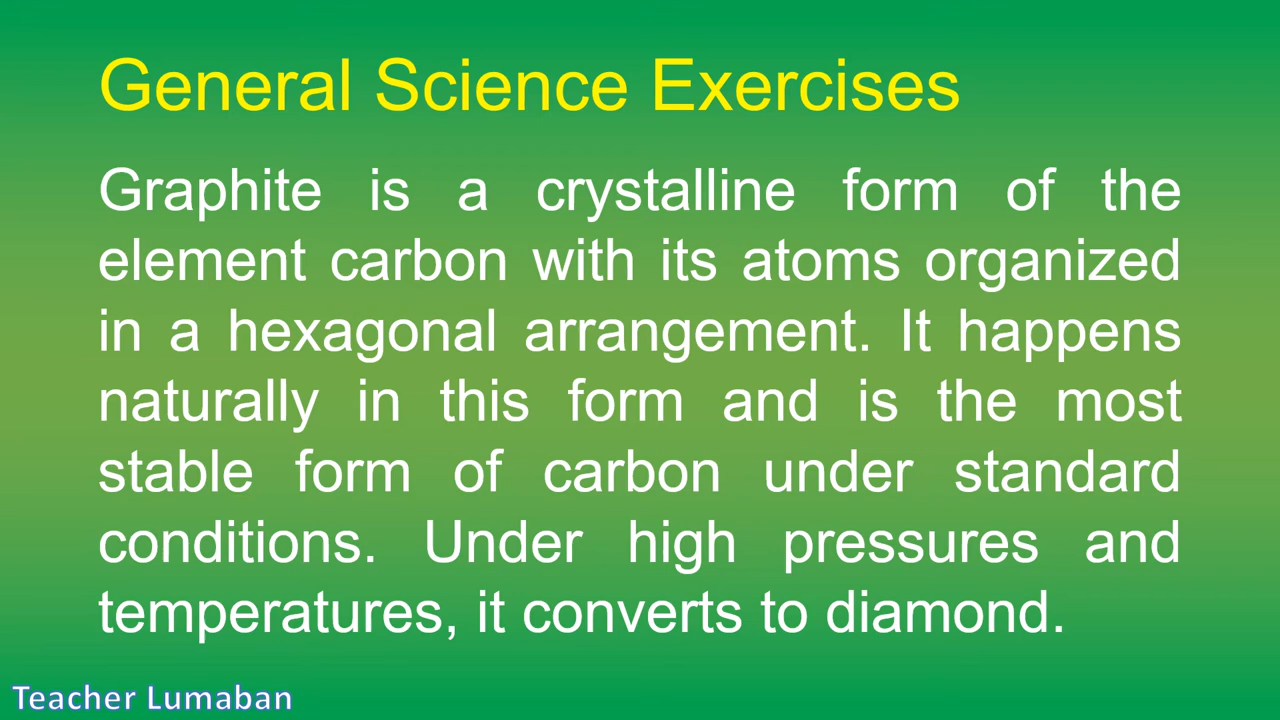 General Science Exercises
Graphite is a crystalline form of the
element carbon with its atoms organized
in a hexagonal arrangement. It happens
naturally in this form and is the most
stable form of carbon under standard
conditions. Under high pressures and
temperatures, it converts to diamond.
Teacher Lumaban